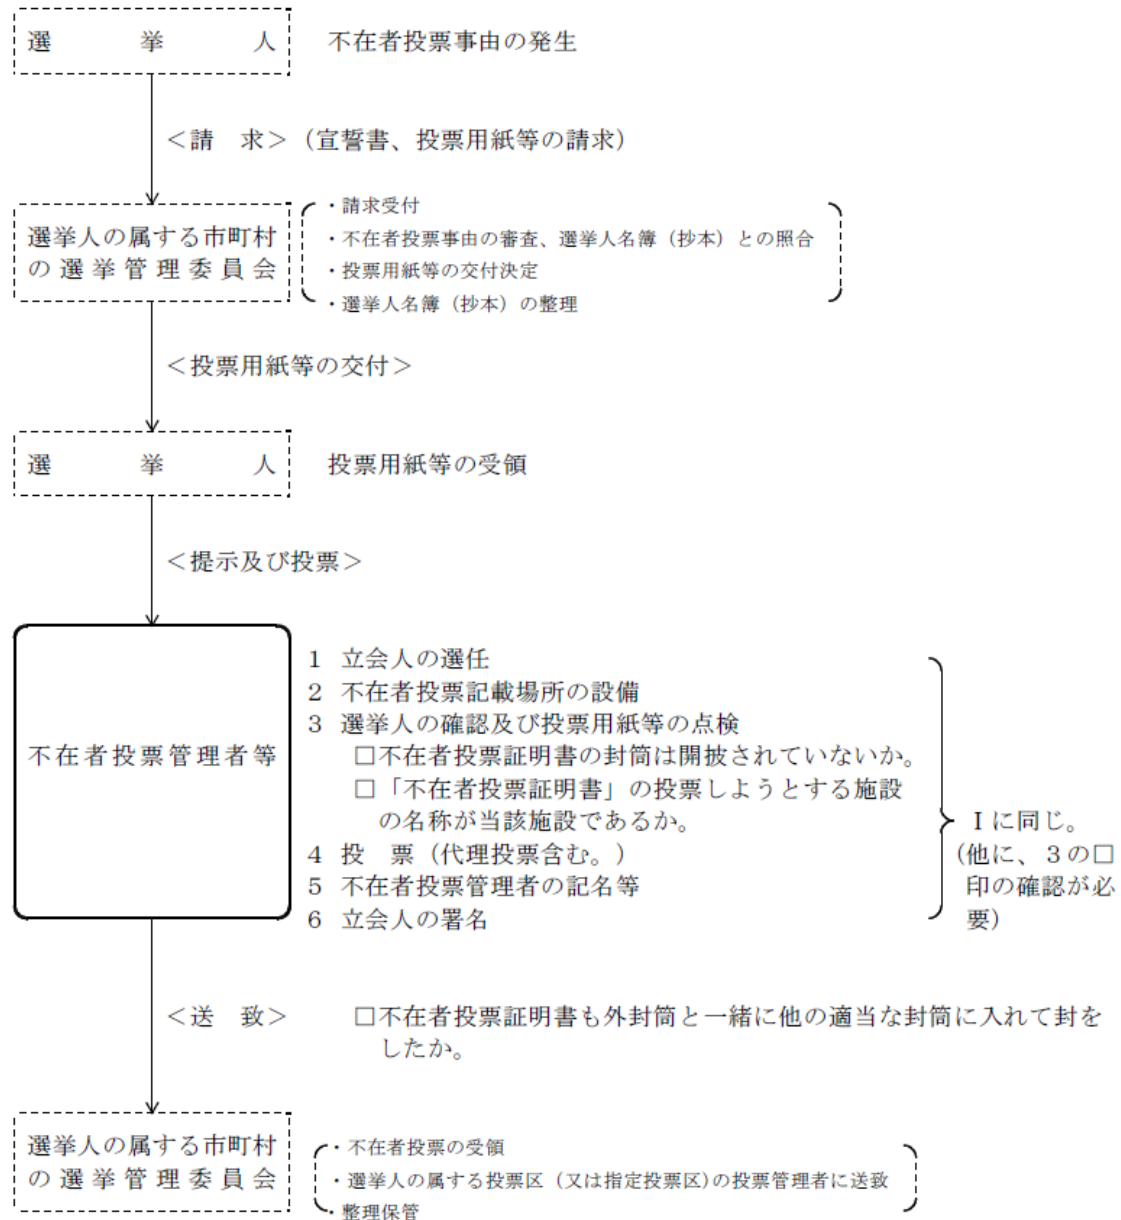 選挙人 不在者投票事由の発生
＜請 求＞（宣誓書、投票用紙等の請求）
選挙人の属する市町村
の選挙管理委員会
・請求受付
・不在者投票事由の審査、選挙人名簿（抄本）との照合
・投票用紙等の交付決定
・選挙人名簿（抄本）の整理
＜投票用紙等の交付＞
選挙人 投票用紙等の受領
＜提示及び投票＞
不在者投票管理者等
１ 立会人の選任
２ 不在者投票記載場所の設備
３ 選挙人の確認及び投票用紙等の点検
□不在者投票証明書の封筒は開披されていないか。
□「不在者投票証明書」の投票しようとする施設
の名称が当該施設であるか。
４ 投 票（代理投票含む。）
５ 不在者投票管理者の記名等
６ 立会人の署名
Ⅰに同じ。
（他に、３の□
印の確認が必
要）
＜送 致＞ □不在者投票証明書も外封筒と一緒に他の適当な封筒に入れて封を
したか。
選挙人の属する市町村
の選挙管理委員会
・不在者投票の受領
・選挙人の属する投票区（又は指定投票区）の投票管理者に送致
・整理保管